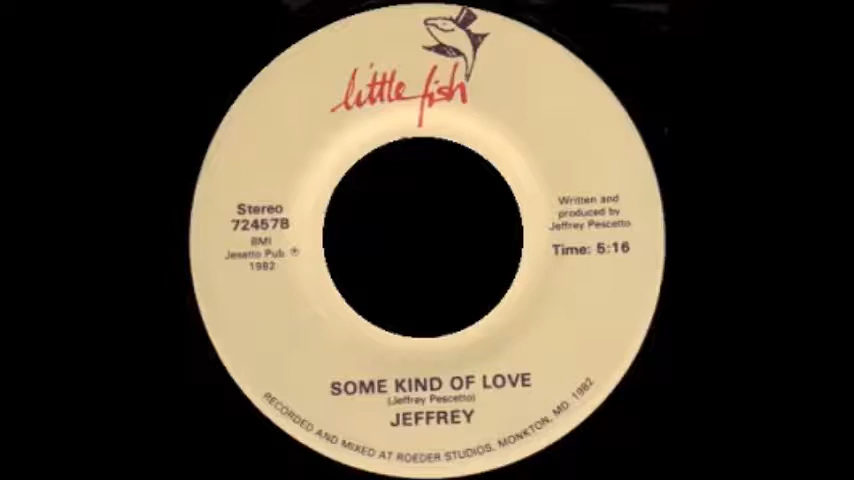 little fish
Stereo
72457B
BMI
Jesetto Pub. ℗
1982
Written and
produced by
Jeffrey Pescetto
Time: 5:16
SOME KIND OF LOVE
(Jeffrey Pescetto)
JEFFREY
RECORDED AND MIXED AT ROEDER STUDIOS, MONKTON, MD. 1982